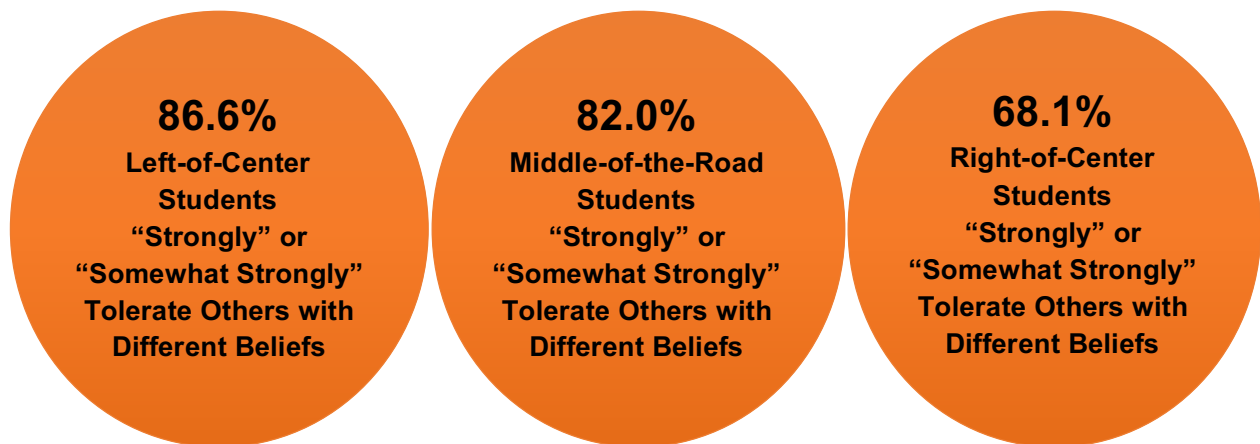 86.6%
Left-of-Center
Students
“Strongly” or
“Somewhat Strongly”
Tolerate Others with
Different Beliefs
82.0%
Middle-of-the-Road
Students
“Strongly” or
“Somewhat Strongly”
Tolerate Others with
Different Beliefs
68.1%
Right-of-Center
Students
“Strongly” or
“Somewhat Strongly”
Tolerate Others with
Different Beliefs